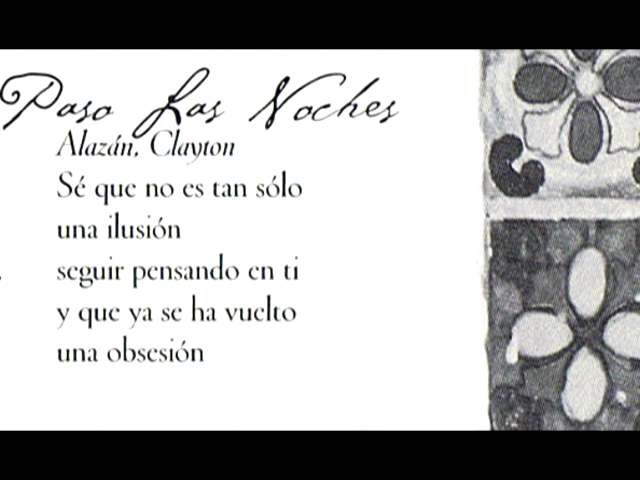 Paso Las Noches
Alazán, Clayton
Sé que no es tan sólo
una ilusión
seguir pensando en ti
y que ya se ha vuelto
una obsesión